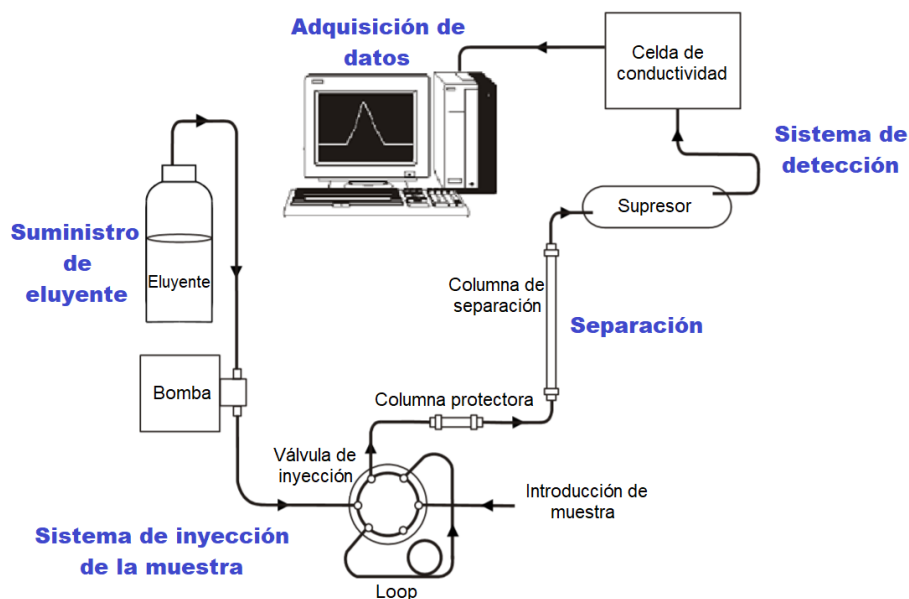 Adquisición de
datos
Celda de
conductividad
Sistema de
detección
Supresor
Suministro
de
eluyente
Eluyente
Columna de
separación
Separación
Bomba
Columna protectora
Válvula de
inyección
Introducción de
muestra
Sistema de inyección
de la muestra
Loop